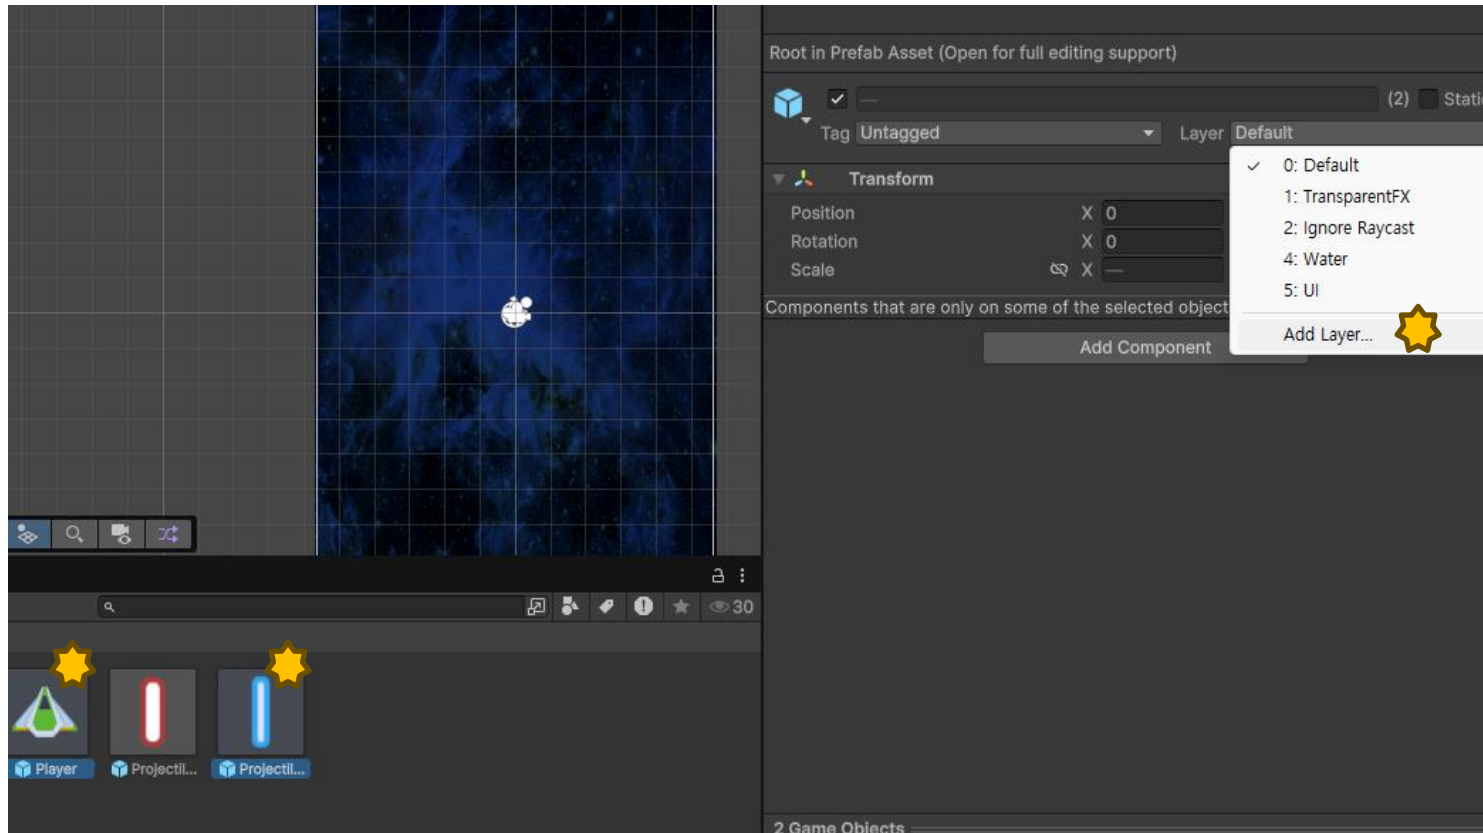 Root in Prefab Asset (Open for full editing support)
— (2) Stati
Tag Untagged Layer Default
0: Default
1: TransparentFX
2: Ignore Raycast
4: Water
5: UI
Add Layer...
Transform
Position X 0
Rotation X 0
Scale X —
Components that are only on some of the selected object
Add Component
30
Player Projectil... Projectil...
2 Game Objects